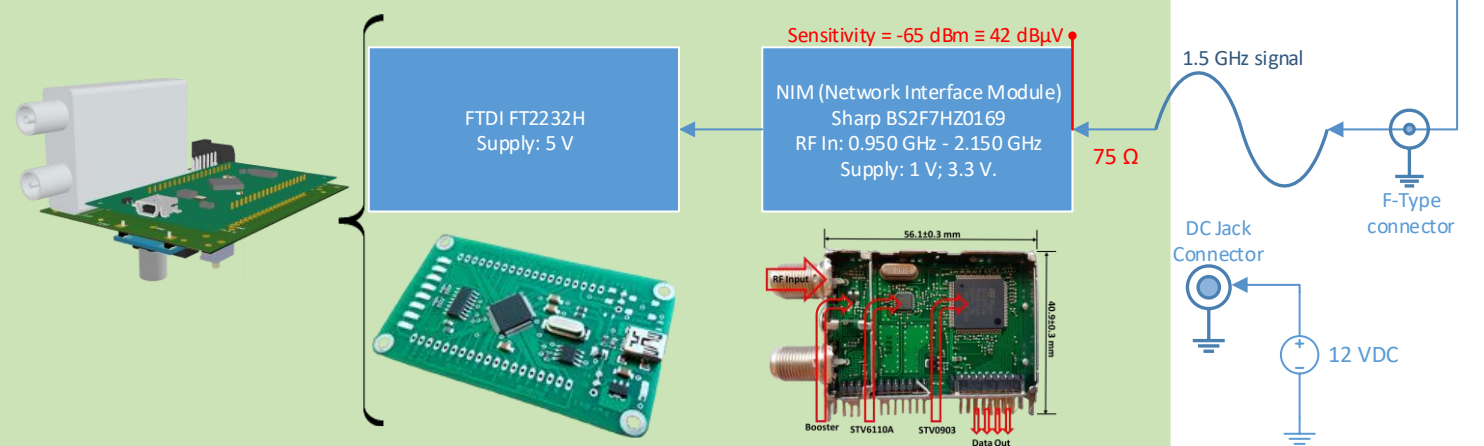 Sensitivity = -65 dBm ≡ 42 dBµV
1.5 GHz signal
FTDI FT2232H
Supply: 5 V
NIM (Network Interface Module)
Sharp BS2F7HZ0169
RF In: 0.950 GHz - 2.150 GHz
Supply: 1 V; 3.3 V.
75 Ω
F-Type
connector
DC Jack
Connector
12 VDC
56.1±0.3 mm
RF Input
40.9±0.3 mm
Booster
STV6110A
STV0903
Data Out